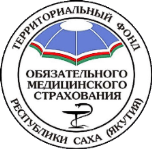 ТЕРРИТОРИАЛЬНЫЙ ФОНД
ОБЯЗАТЕЛЬНОГО
МЕДИЦИНСКОГО
СТРАХОВАНИЯ
РЕСПУБЛИКИ САХА (ЯКУТИЯ)